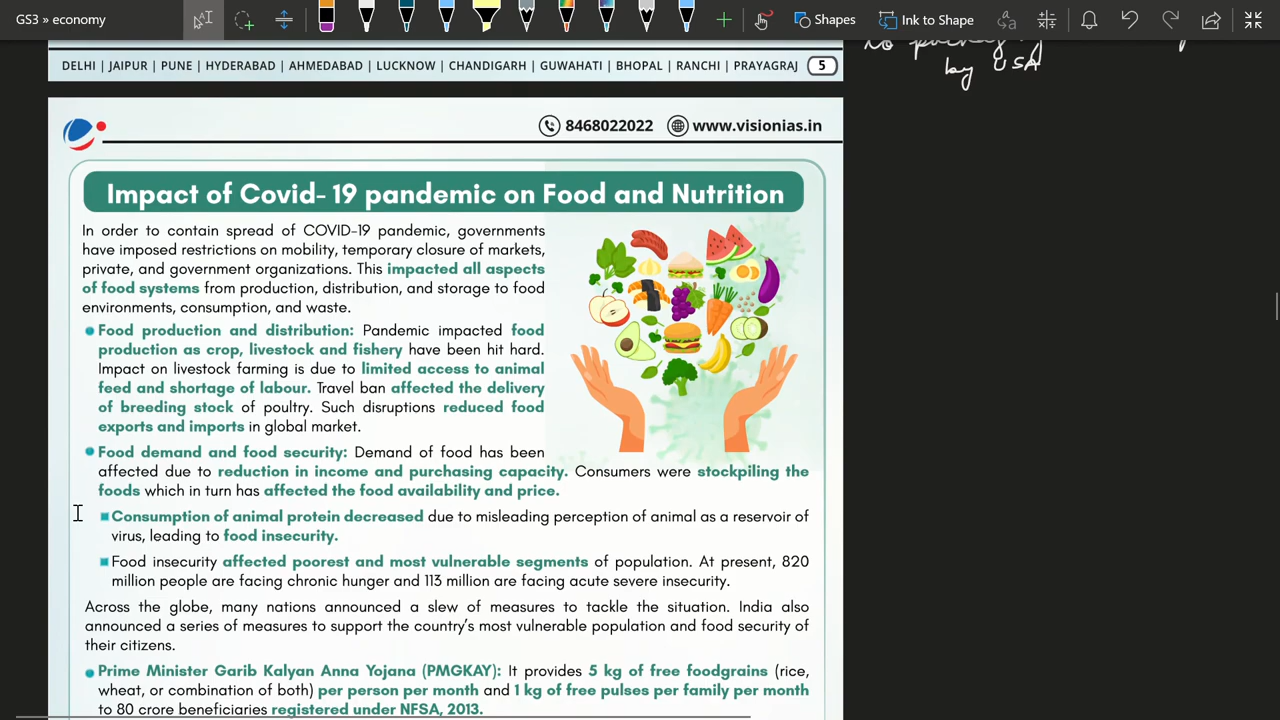 GS3 » economy
Shapes
Ink to Shape
by USA
DELHI | JAIPUR | PUNE | HYDERABAD | AHMEDABAD | LUCKNOW | CHANDIGARH | GUWAHATI | BHOPAL | RANCHI | PRAYAGRAJ 5
8468022022 www.visionias.in
Impact of Covid- 19 pandemic on Food and Nutrition
In order to contain spread of COVID-19 pandemic, governments
have imposed restrictions on mobility, temporary closure of markets,
private, and government organizations. This impacted all aspects
of food systems from production, distribution, and storage to food
environments, consumption, and waste.
Food production and distribution: Pandemic impacted food
production as crop, livestock and fishery have been hit hard.
Impact on livestock farming is due to limited access to animal
feed and shortage of labour. Travel ban affected the delivery
of breeding stock of poultry. Such disruptions reduced food
exports and imports in global market.
Food demand and food security: Demand of food has been
affected due to reduction in income and purchasing capacity. Consumers were stockpiling the
foods which in turn has affected the food availability and price.
Consumption of animal protein decreased due to misleading perception of animal as a reservoir of
virus, leading to food insecurity.
Food insecurity affected poorest and most vulnerable segments of population. At present, 820
million people are facing chronic hunger and 113 million are facing acute severe insecurity.
Across the globe, many nations announced a slew of measures to tackle the situation. India also
announced a series of measures to support the country's most vulnerable population and food security of
their citizens.
Prime Minister Garib Kalyan Anna Yojana (PMGKAY): It provides 5 kg of free foodgrains (rice,
wheat, or combination of both) per person per month and 1 kg of free pulses per family per month
to 80 crore beneficiaries registered under NFSA, 2013.